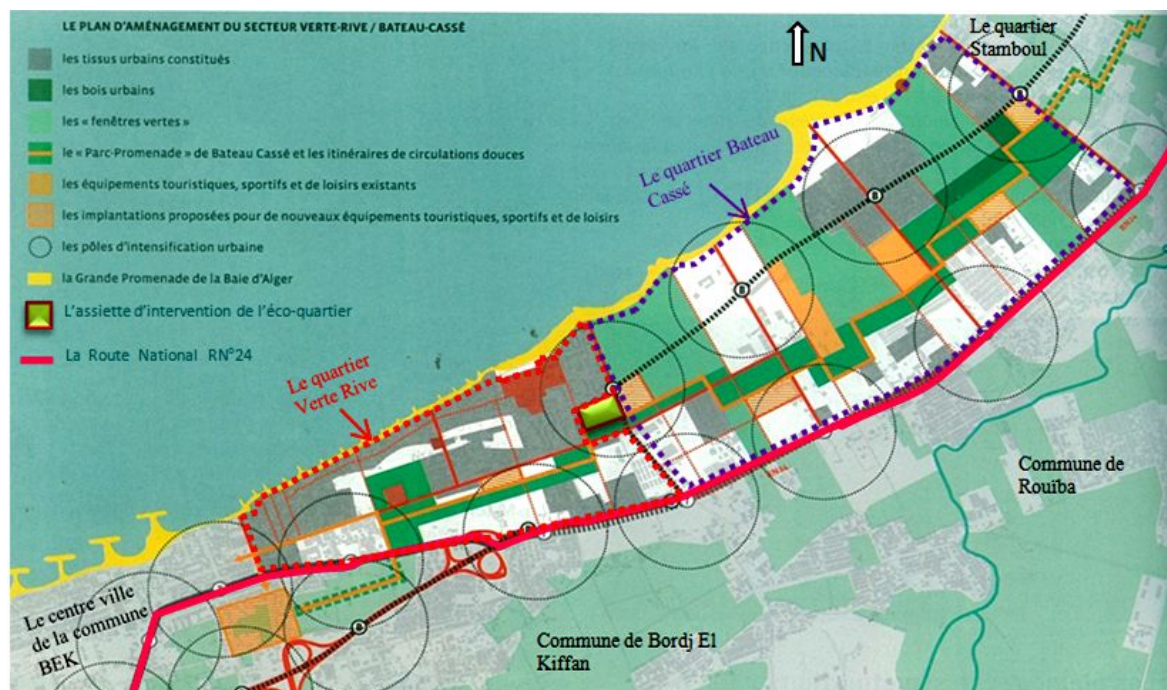 LE PLAN D'AMÉNAGEMENT DU SECTEUR VERTE-RIVE / BATEAU-CASSÉ
les tissus urbains constitués
les bois urbains
les « fenêtres vertes »
le « Parc-Promenade » de Bateau Cassé et les itinéraires de circulations douces
les équipements touristiques, sportifs et de loisirs existants
les implantations proposées pour de nouveaux équipements touristiques, sportifs et de loisirs
les pôles d'intensification urbaine
la Grande Promenade de la Baie d'Alger
L'assiette d'intervention de l'éco-quartier
La Route National RN°24
N
Le quartier
Stamboul
Le quartier Bateau
Cassé
Le quartier
Verte Rive
Commune de
Rouïba
Le centre ville
de la commune
BEK
Commune de Bordj El
Kiffan